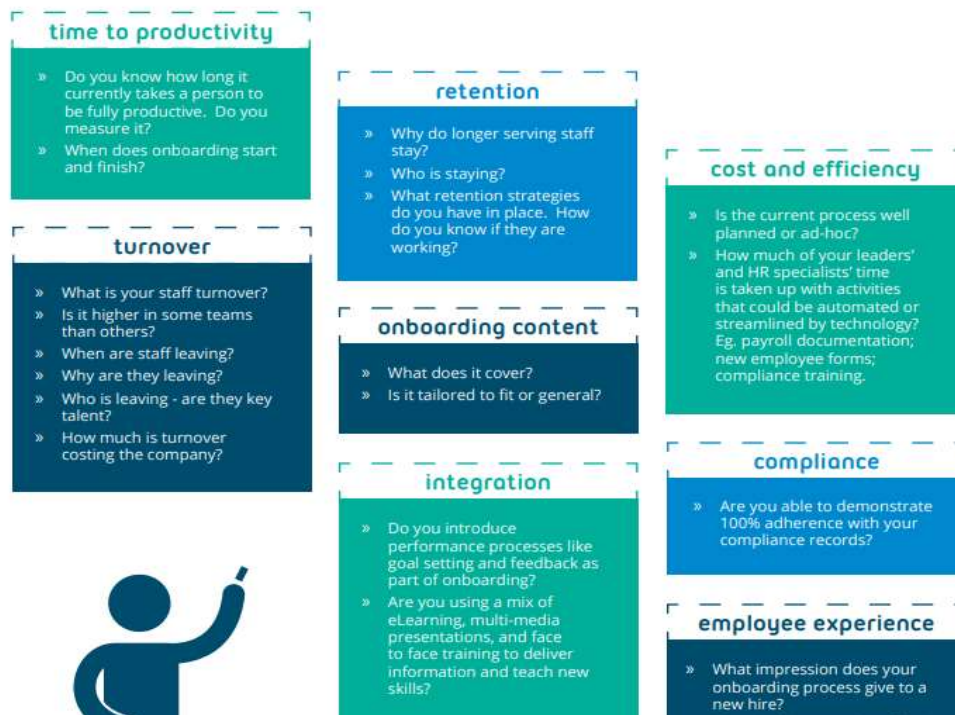 time to productivity
» Do you know how long it
currently takes a person to
be fully productive.  Do you
measure it?
» When does onboarding start
and finish?
turnover
» What is your staff turnover?
» Is it higher in some teams
than others?
» When are staff leaving?
» Why are they leaving?
» Who is leaving - are they key
talent?
» How much is turnover
costing the company?
retention
» Why do longer serving staff
stay?
» Who is staying?
» What retention strategies
do you have in place.  How
do you know if they are
working?
onboarding content
» What does it cover?
» Is it tailored to fit or general?
integration
» Do you introduce
performance processes like
goal setting and feedback as
part of onboarding?
» Are you using a mix of
eLearning, multi-media
presentations, and face
to face training to deliver
information and teach new
skills?
cost and efficiency
» Is the current process well
planned or ad-hoc?
» How much of your leaders’
and HR specialists’ time
is taken up with activities
that could be automated or
streamlined by technology?
Eg. payroll documentation;
new employee forms;
compliance training.
compliance
» Are you able to demonstrate
100% adherence with your
compliance records?
employee experience
» What impression does your
onboarding process give to a
new hire?